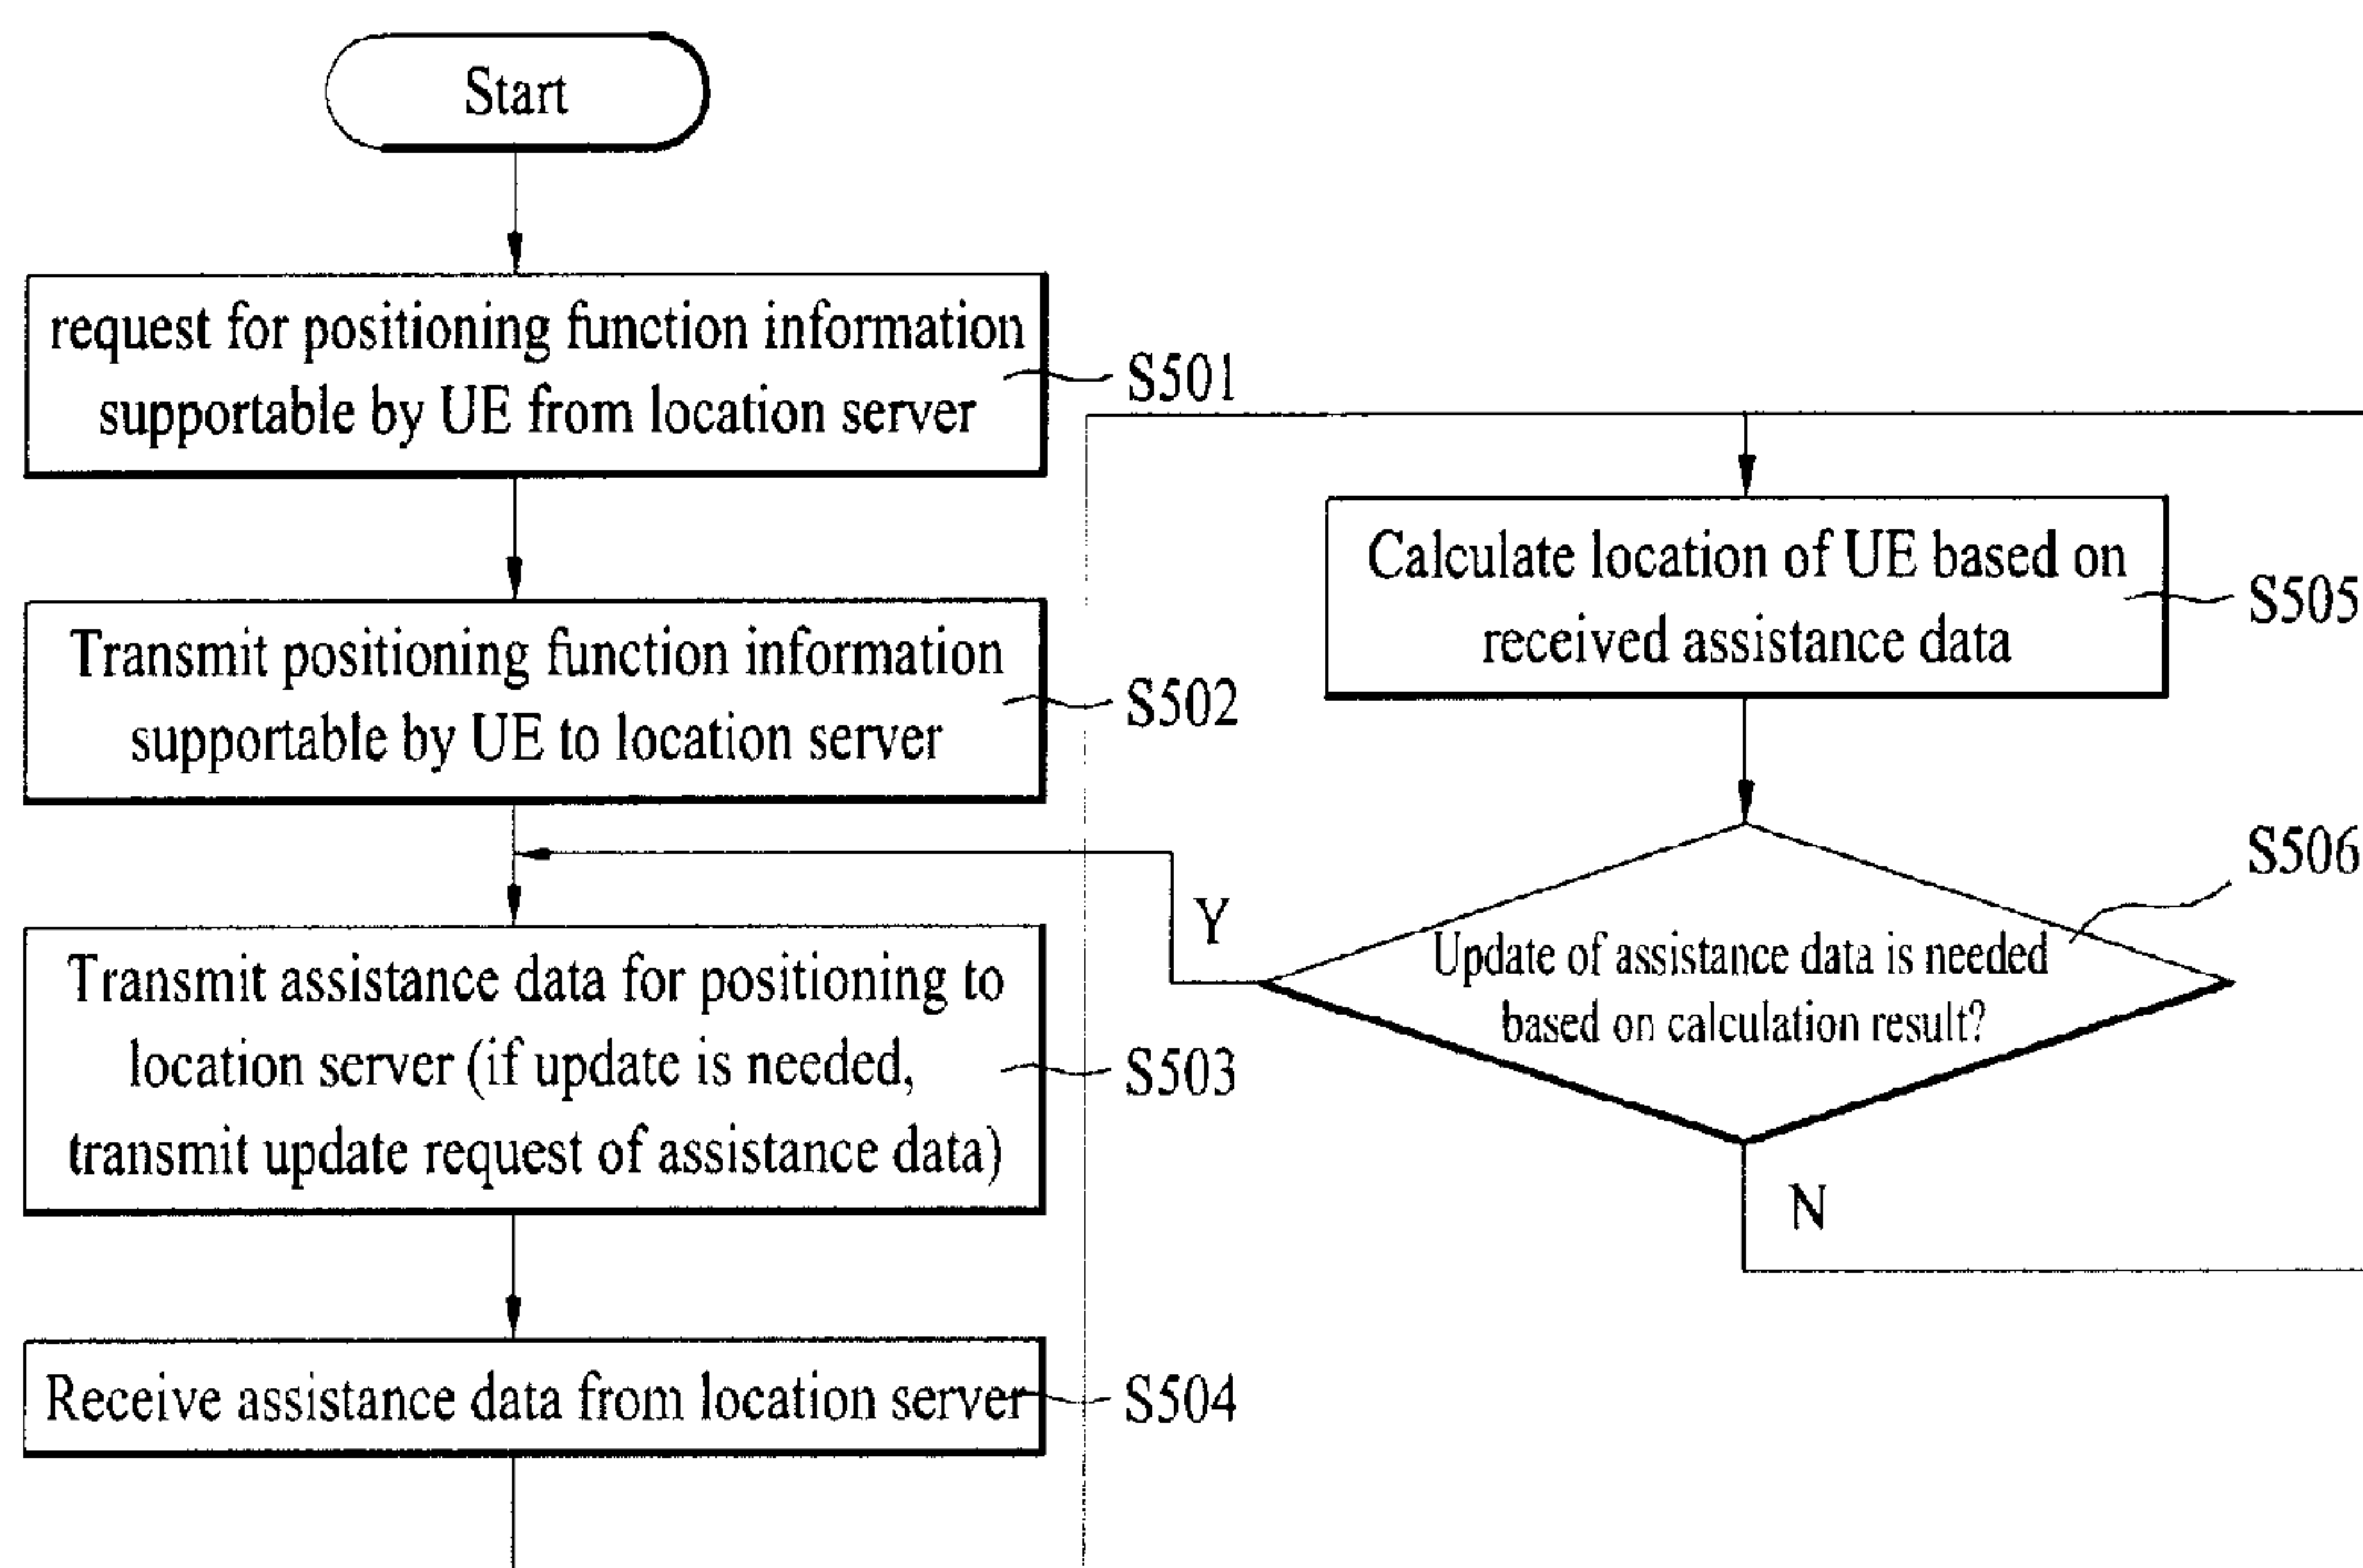 Start
request for positioning function information
supportable by UE from location server
S501
Transmit positioning function information
supportable by UE to location server
S502
Transmit assistance data for positioning to
location server (if update is needed,
transmit update request of assistance data)
S503
Receive assistance data from location server
S504
Calculate location of UE based on
received assistance data
S505
S506
Update of assistance data is needed
based on calculation result?
Y
N